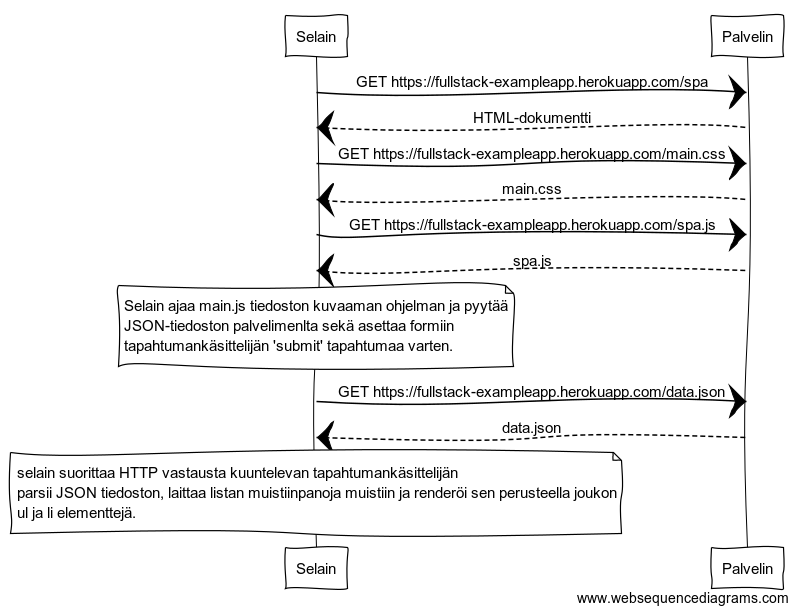 Selain Palvelin
GET https://fullstack-exampleapp.herokuapp.com/spa
HTML-dokumentti
GET https://fullstack-exampleapp.herokuapp.com/main.css
main.css
GET https://fullstack-exampleapp.herokuapp.com/spa.js
spa.js
Selain ajaa main.js tiedoston kuvaaman ohjelman ja pyytää
JSON-tiedoston palvelimenlta sekä asettaa formiin
tapahtumankäsittelijän 'submit' tapahtumaa varten.
GET https://fullstack-exampleapp.herokuapp.com/data.json
data.json
selain suorittaa HTTP vastausta kuuntelevan tapahtumankäsittelijän
parsii JSON tiedoston, laittaa listan muistiinpanoja muistiin ja renderöi sen perusteella joukon
ul ja li elementtejä.
Selain Palvelin
www.websequencediagrams.com